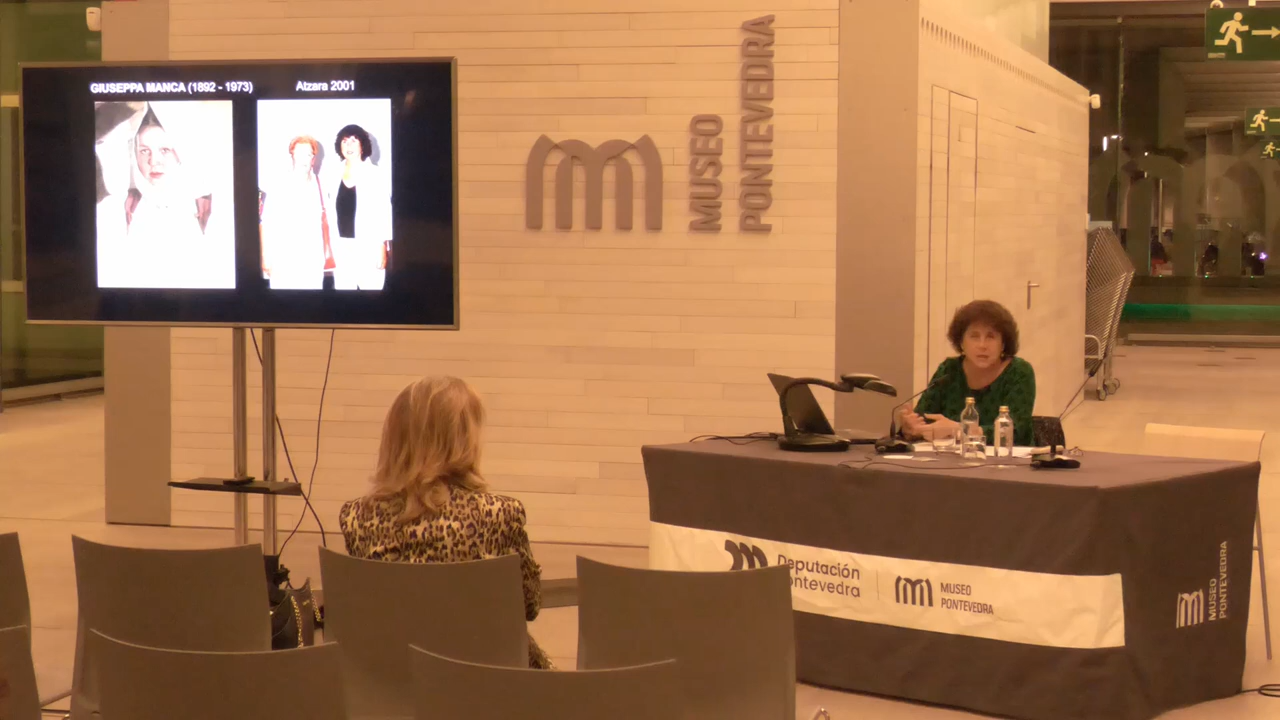 GIUSEPPA MANCA (1892 - 1973)
Atzara 2001
MUSEO
PONTEVEDRA
Deputación
Pontevedra
MUSEO
PONTEVEDRA
MUSEO
PONTEVEDRA